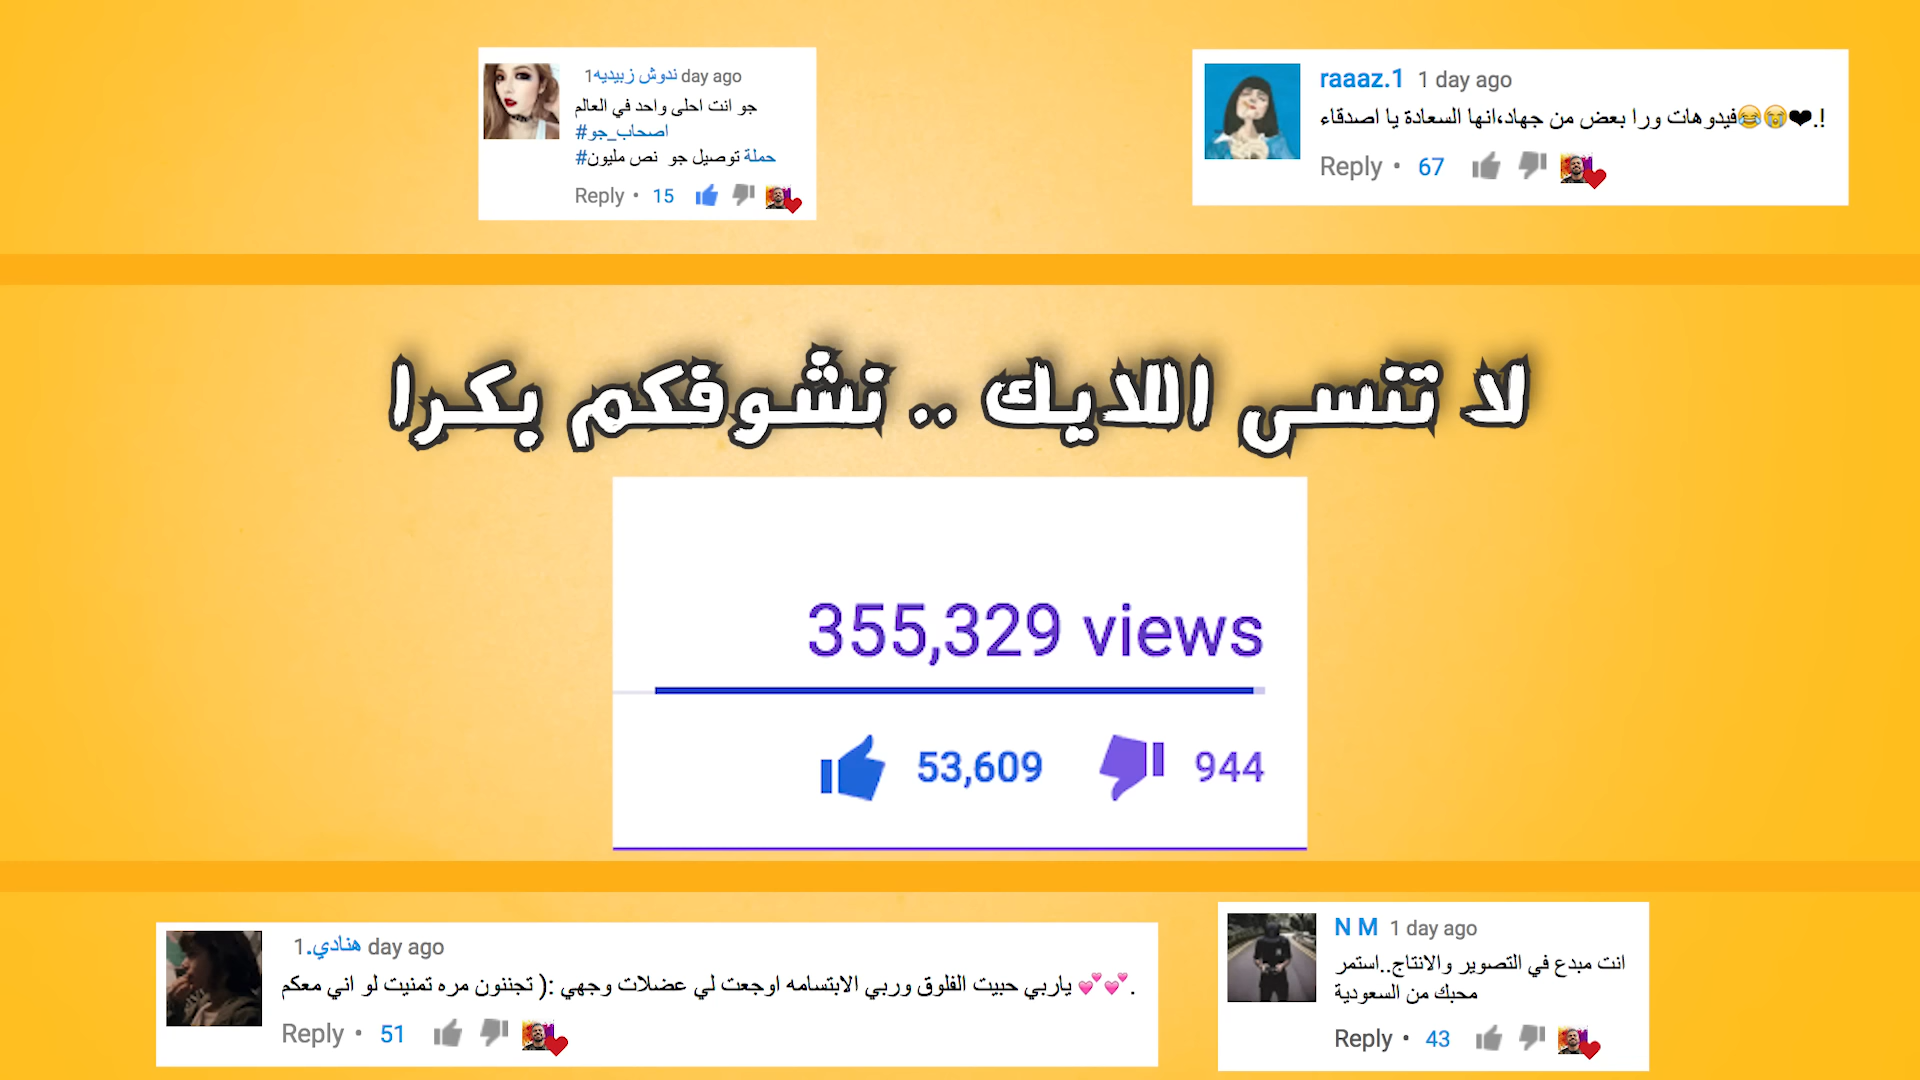 ندوش زبيديه 1 day ago
جو انت احلى واحد في العالم
#اصحاب_جو
#حملة توصيل جو نص مليون
Reply • 15
raaaz.1 1 day ago
فيدوهات ورا بعض من جهاد،انها السعادة يا اصدقاء😂😭❤.!
Reply • 67
لا تنسى اللايك .. نشوفكم بكرا
355,329 views
53,609 944
هنادي. 1 day ago
ياربي حبيت الفلوق وربي الابتسامه اوجعت لي عضلات وجهي :( تجننون مره تمنيت لو اني معكم 💕💕.
Reply • 51
N M 1 day ago
انت مبدع في التصوير والانتاج..استمر
محبك من السعودية
Reply • 43